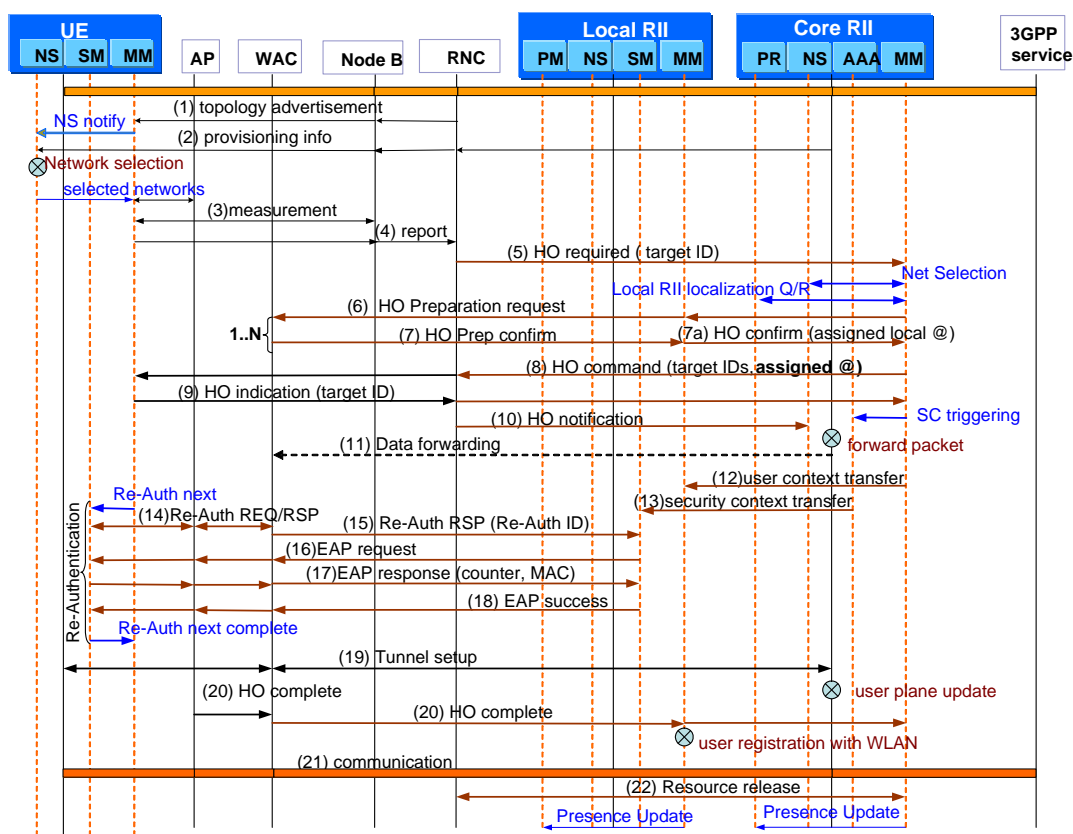 UE
Local RII
Core RII
3GPP
service
NS SM MM
AP
WAC
Node B
RNC
PM NS SM MM
PR NS AAA MM
(1) topology advertisement
NS notify
(2) provisioning info
Network selection
selected networks
(3)measurement
(4) report
(5) HO required ( target ID)
Net Selection
Local RII localization Q/R
(6) HO Preparation request
1..N
(7) HO Prep confirm
(7a) HO confirm (assigned local @)
(8) HO command (target IDs, assigned @)
(9) HO indication (target ID)
(10) HO notification
SC triggering
(11) Data forwarding
forward packet
(12)user context transfer
Re-Auth next
(13)security context transfer
(14)Re-Auth REQ/RSP
(15) Re-Auth RSP (Re-Auth ID)
(16)EAP request
(17)EAP response (counter, MAC)
(18) EAP success
Re-Authentication
Re-Auth next complete
(19) Tunnel setup
(20) HO complete
user plane update
(20) HO complete
user registration with WLAN
(21) communication
(22) Resource release
Presence Update
Presence Update